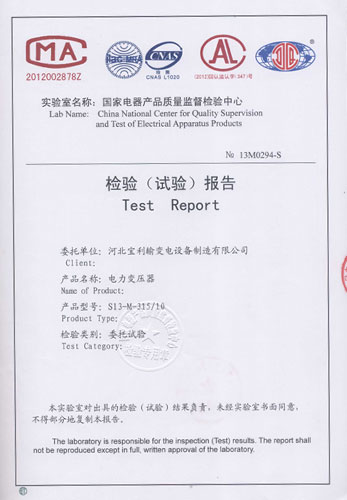 CMA
ilac-MRA
CNAS
CAL
2012002878Z
CNAS L1020
实验室名称：国家电器产品质量监督检验中心
Lab Name: China National Center for Quality Supervision
and Test of Electrical Apparatus Products
№ 13M0294-S
检验（试验）报告
Test Report
委托单位：河北宝利输变电设备制造有限公司
Client:
产品名称：电力变压器
Name of Product:
产品型号：S13-M-315/10
Product Type:
检验类别：委托试验
Test Category:
本实验室对出具的检验（试验）结果负责，未经实验室书面同意，
不得部分地复制本报告。
The laboratory is responsible for the inspection (Test) results. The report shall
not be reproduced except in full, written approval of the laboratory.